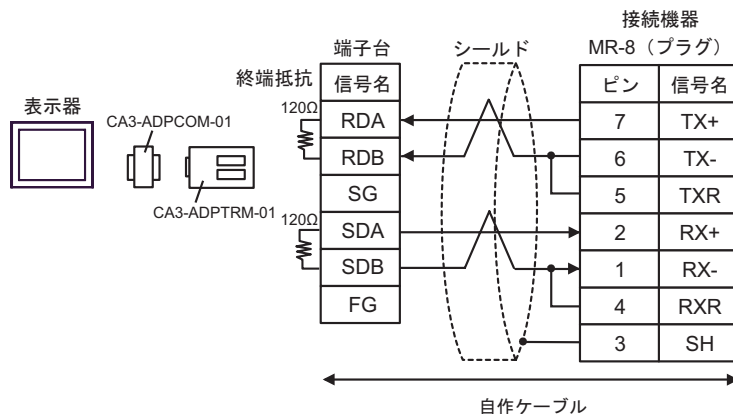 接続機器
端子台
シールド
MR-8（プラグ）
終端抵抗
信号名
ピン
信号名
表示器
120Ω
RDA
7
TX+
CA3-ADPCOM-01
RDB
6
TX-
SG
5
TXR
CA3-ADPTRM-01
120Ω
SDA
2
RX+
SDB
1
RX-
FG
4
RXR
3
SH
自作ケーブル